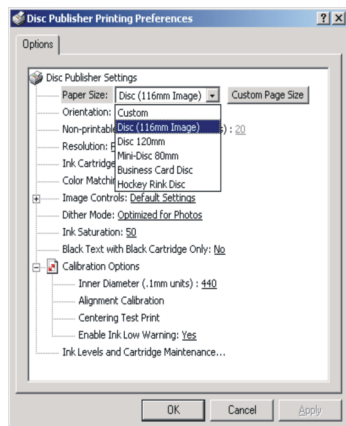 Disc Publisher Printing Preferences
Options
Disc Publisher Settings
Paper Size: Disc (116mm Image) Custom Page Size
Orientation: Custom
Non-printabl Disc (116mm Image) s) : 20
Resolution: Disc 120mm
Ink Cartridge Mini-Disc 80mm
Color Matchin Business Card Disc
Hockey Rink Disc
Image Controls: Default Settings
Dither Mode: Optimized for Photos
Ink Saturation: 50
Black Text with Black Cartridge Only: No
Calibration Options
Inner Diameter (.1mm units) : 440
Alignment Calibration
Centering Test Print
Enable Ink Low Warning: Yes
Ink Levels and Cartridge Maintenance...
OK Cancel Apply